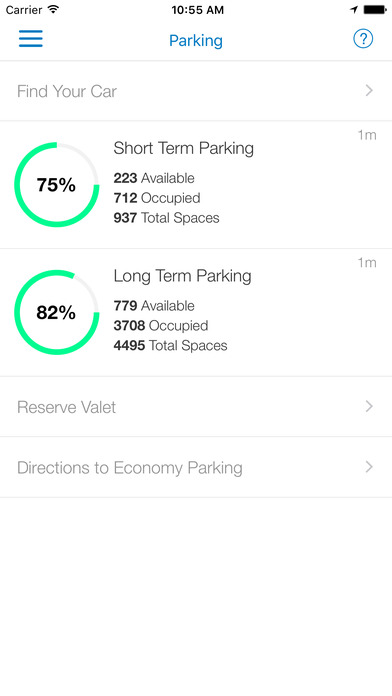 Carrier 10:55 AM
Parking
?
Find Your Car
1m
Short Term Parking
75%
223 Available
712 Occupied
937 Total Spaces
1m
Long Term Parking
82%
779 Available
3708 Occupied
4495 Total Spaces
Reserve Valet
Directions to Economy Parking